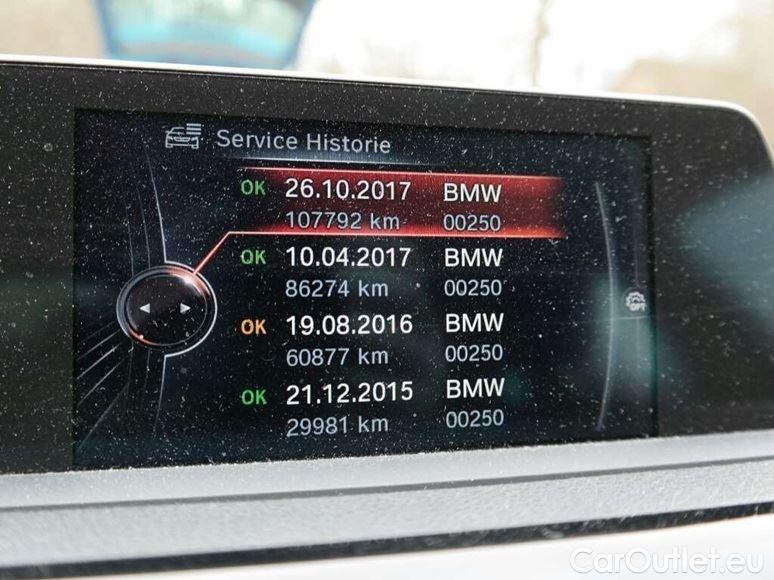 Service Historie
OK 26.10.2017 BMW
107792 km 00250
OK 10.04.2017 BMW
86274 km 00250
OK 19.08.2016 BMW
60877 km 00250
OK 21.12.2015 BMW
29981 km 00250
CarOutlet.eu